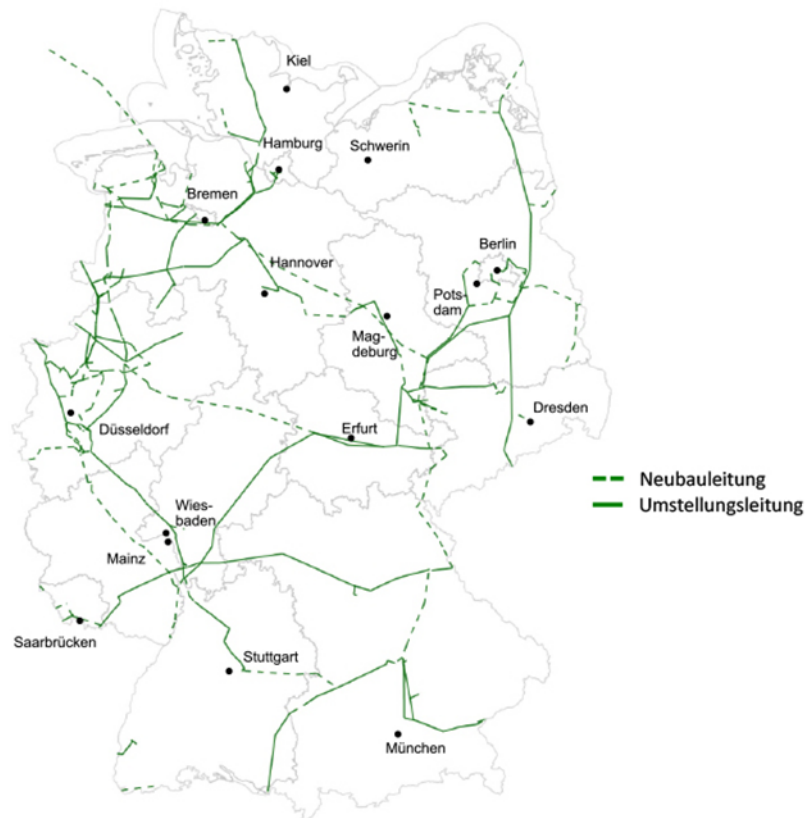 Kiel
Hamburg
Schwerin
Bremen
Berlin
Hannover
Pots-
dam
Mag-
deburg
Dresden
Düsseldorf
Erfurt
Neubauleitung
Umstellungsleitung
Wies-
baden
Mainz
Saarbrücken
Stuttgart
München